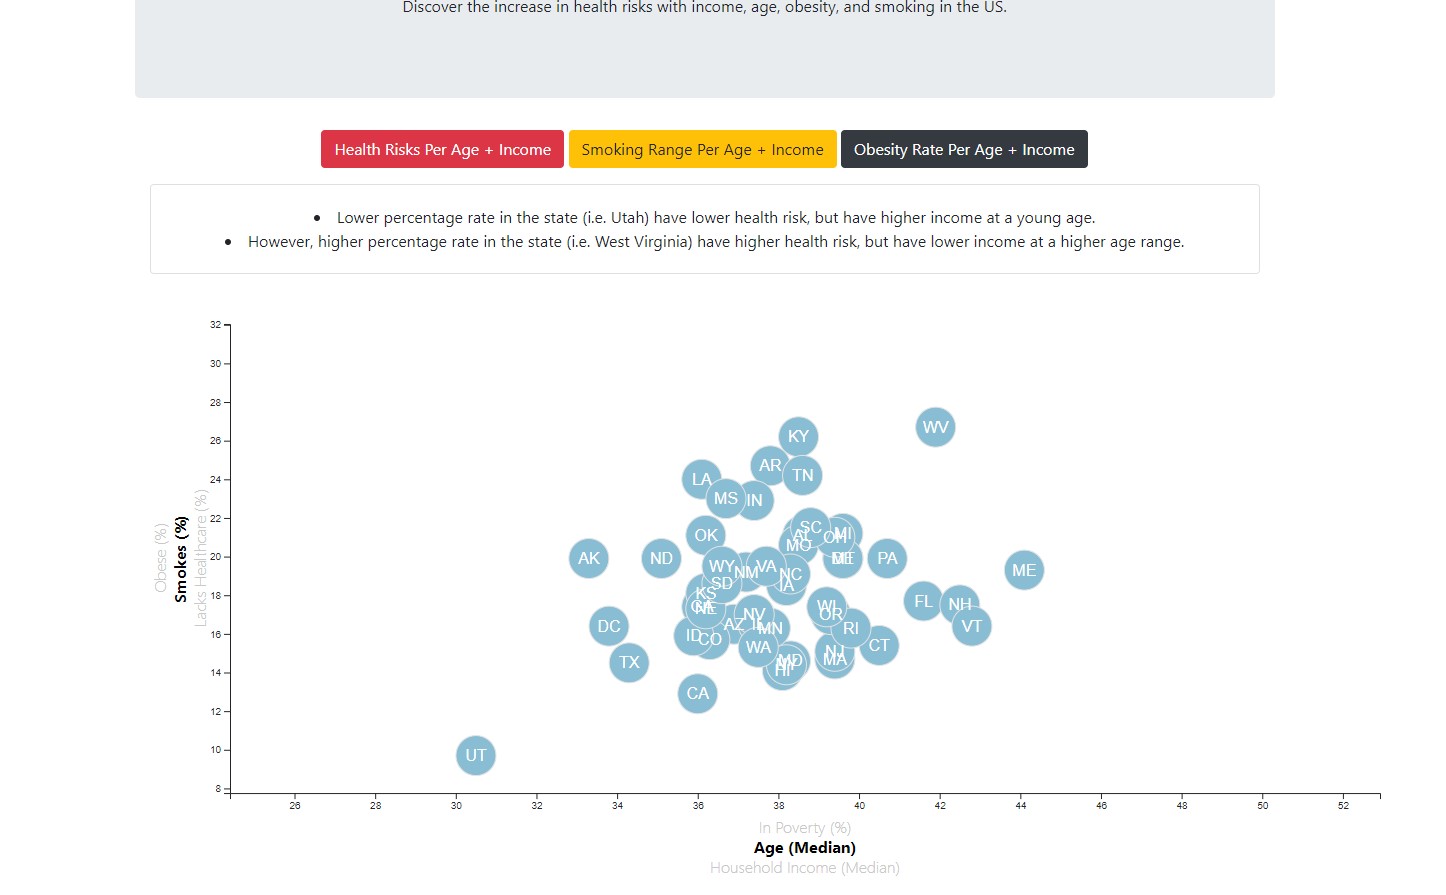 Discover the increase in health risks with income, age, obesity, and smoking in the US.
Health Risks Per Age + Income
Smoking Range Per Age + Income
Obesity Rate Per Age + Income
Lower percentage rate in the state (i.e. Utah) have lower health risk, but have higher income at a young age.
However, higher percentage rate in the state (i.e. West Virginia) have higher health risk, but have lower income at a higher age range.
Obese (%)
Smokes (%)
Lacks Healthcare (%)
32
30
28
26
24
22
20
18
16
14
12
10
8
WV
KY
AR
TN
LA
MS
IN
OK
SC
AL
MO
OH
MI
AK
ND
WY
SD
NM
VA
NC
IA
PA
ME
KS
NE
FL
NH
VT
DC
ID
CO
AZ
NV
MN
WA
WI
OR
RI
CT
NJ
MA
MD
HI
TX
CA
UT
26
28
30
32
34
36
38
40
42
44
46
48
50
52
In Poverty (%)
Age (Median)
Household Income (Median)